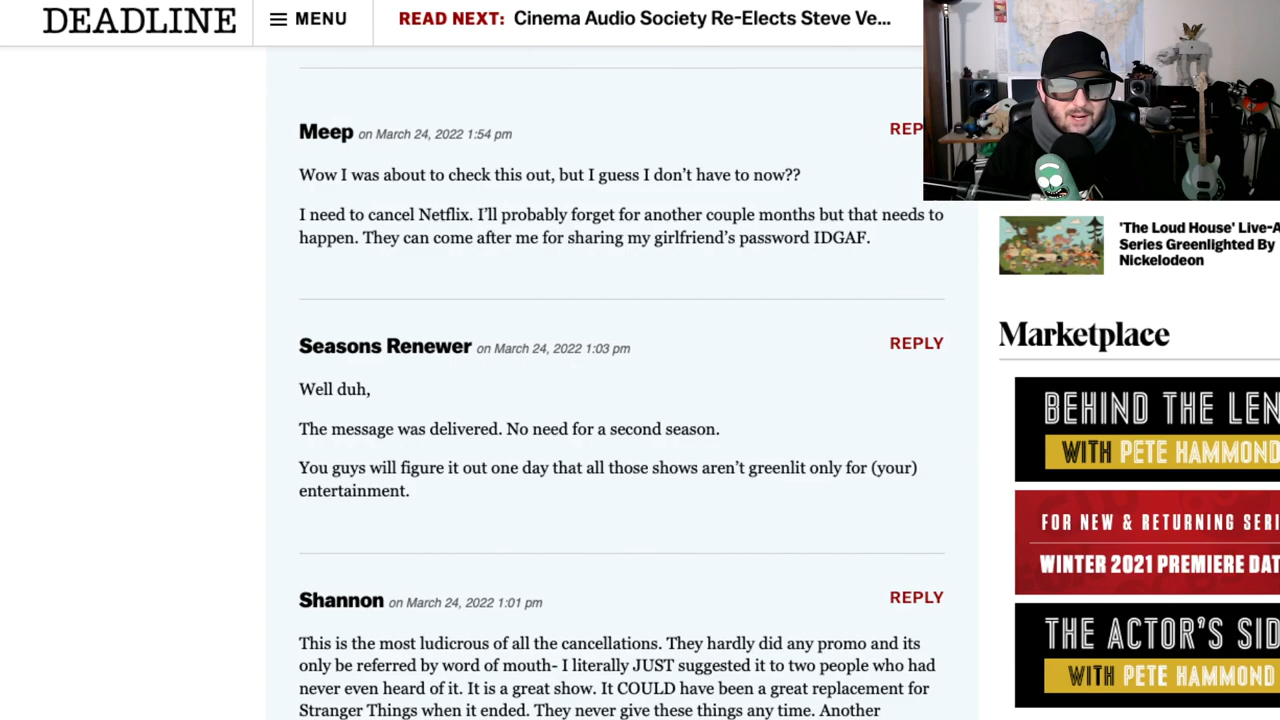 DEADLINE
MENU
READ NEXT: Cinema Audio Society Re-Elects Steve Ve...
Meep on March 24, 2022 1:54 pm
REP
Wow I was about to check this out, but I guess I don't have to now??
I need to cancel Netflix. I'll probably forget for another couple months but that needs to
happen. They can come after me for sharing my girlfriend's password IDGAF.
'The Loud House' Live-A
Series Greenlighted By
Nickelodeon
Marketplace
Seasons Renewer on March 24, 2022 1:03 pm
REPLY
Well duh,
The message was delivered. No need for a second season.
You guys will figure it out one day that all those shows aren't greenlit only for (your)
entertainment.
BEHIND THE LEN
WITH PETE HAMMOND
FOR NEW & RETURNING SERI
WINTER 2021 PREMIERE DAT
THE ACTOR'S SID
WITH PETE HAMMOND
Shannon on March 24, 2022 1:01 pm
REPLY
This is the most ludicrous of all the cancellations. They hardly did any promo and its
only be referred by word of mouth- I literally JUST suggested it to two people who had
never even heard of it. It is a great show. It COULD have been a great replacement for
Stranger Things when it ended. They never give these things any time. Another